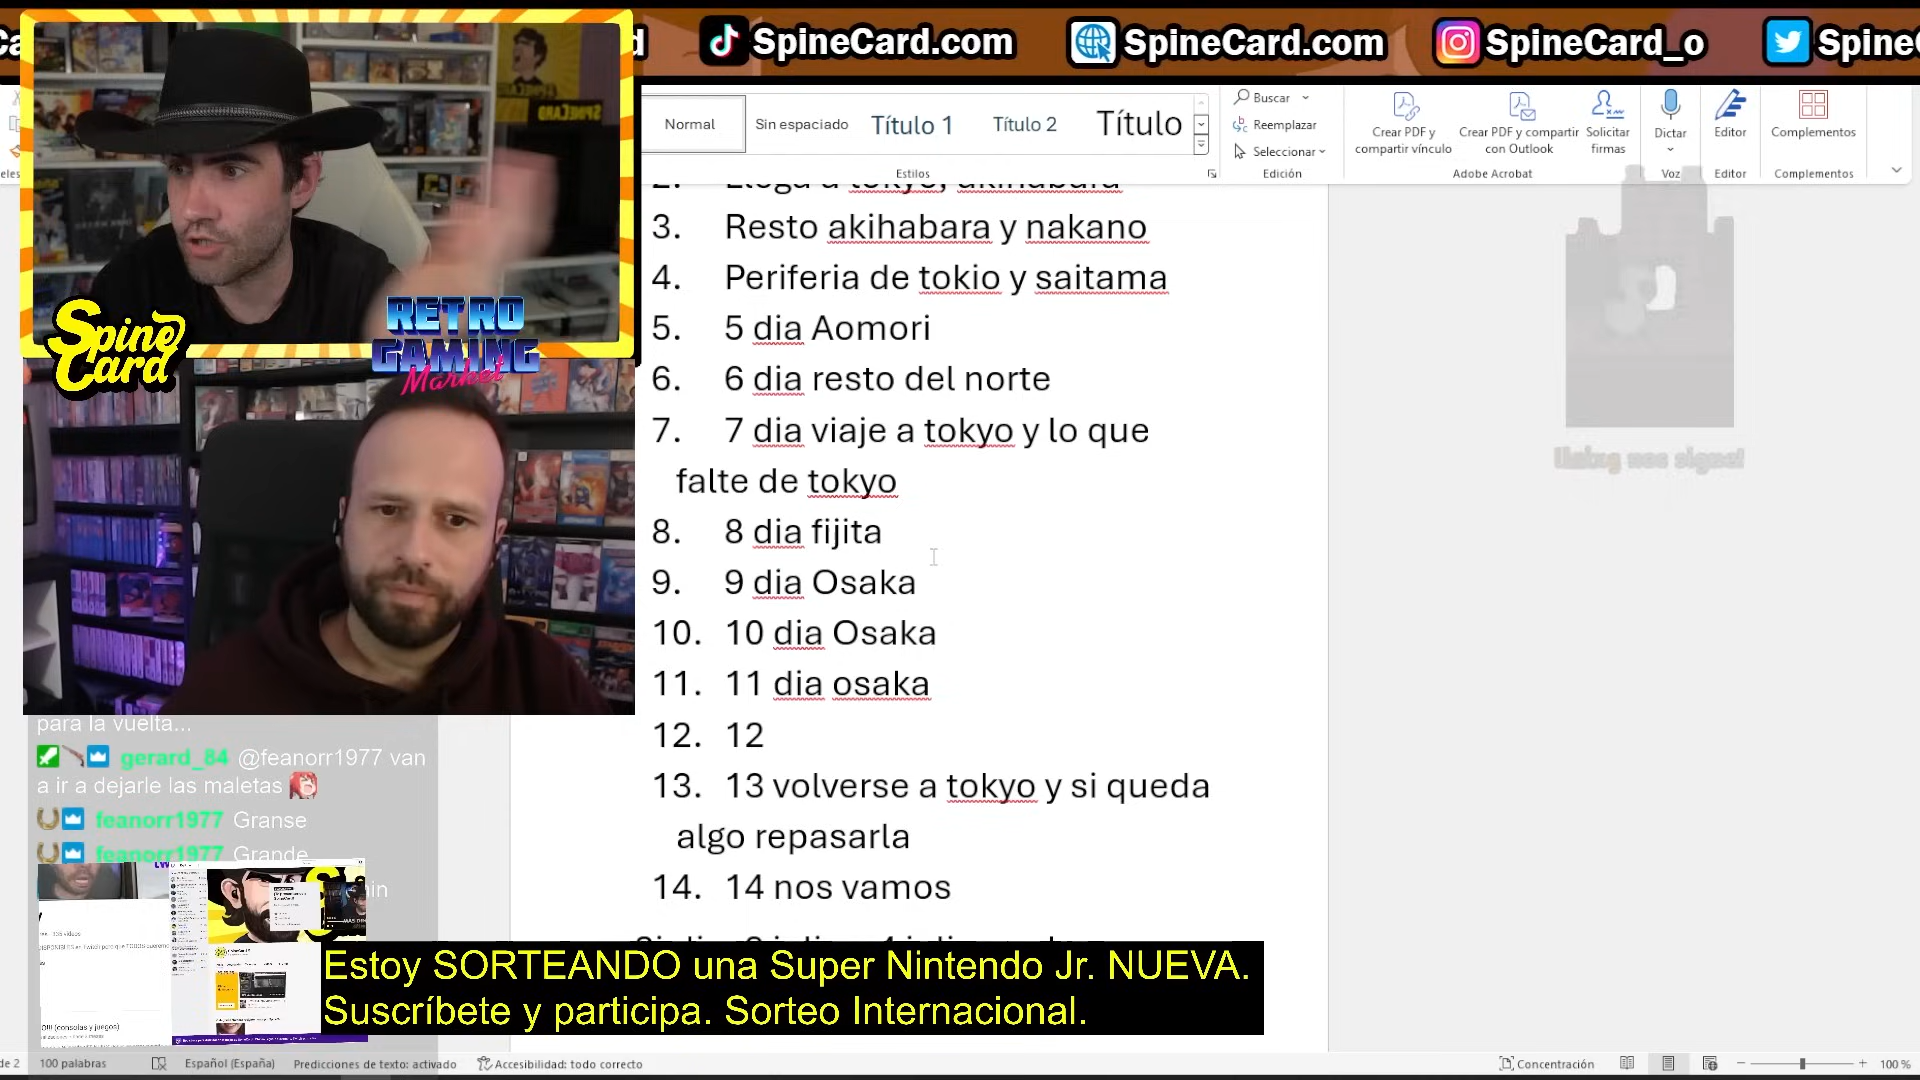 SpineCard.com
SpineCard.com
SpineCard_o
Spine
Normal
Sin espaciado
Título 1
Título 2
Título
Estilos
Buscar
Reemplazar
Seleccionar
Edición
Crear PDF y
compartir vínculo
Crear PDF y compartir
con Outlook
Solicitar
firmas
Adobe Acrobat
Dictar
Voz
Editor
Editor
Complementos
Complementos
2. Llega a tokyo, akihabara
3. Resto akihabara y nakano
4. Periferia de tokio y saitama
5. 5 dia Aomori
6. 6 dia resto del norte
7. 7 dia viaje a tokyo y lo que
falte de tokyo
8. 8 dia fijita
9. 9 dia Osaka
10. 10 dia Osaka
11. 11 dia osaka
12. 12
13. 13 volverse a tokyo y si queda
algo repasarla
14. 14 nos vamos
Spine
Card
RETRO
GAMING
Market
para la vuelta...
gerard_84 @feanorr1977 van
a ir a dejarle las maletas
feanorr1977 Granse
feanorr1977 Grande
Estoy SORTEANDO una Super Nintendo Jr. NUEVA.
Suscríbete y participa. Sorteo Internacional.
de 2
100 palabras
Español (España)
Predicciones de texto: activado
Accesibilidad: todo correcto
Concentración
100 %